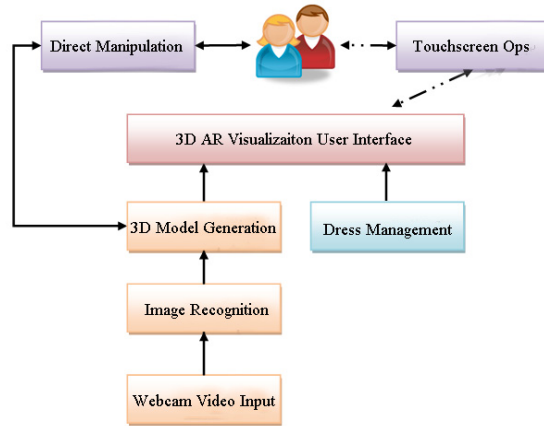 Direct Manipulation
Touchscreen Ops
3D AR Visualizaiton User Interface
3D Model Generation
Dress Management
Image Recognition
Webcam Video Input